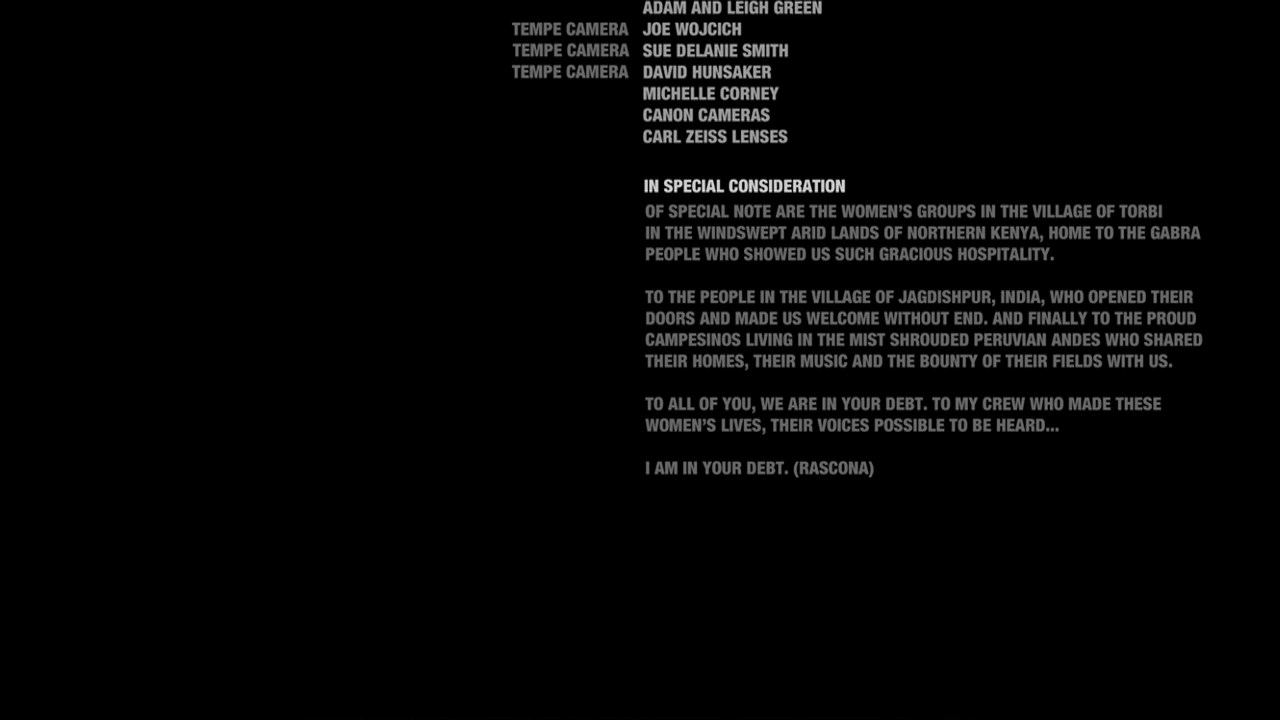 ADAM AND LEIGH GREEN
TEMPE CAMERA JOE WOJCICH
TEMPE CAMERA SUE DELANIE SMITH
TEMPE CAMERA DAVID HUNSAKER
MICHELLE CORNEY
CANON CAMERAS
CARL ZEISS LENSES
IN SPECIAL CONSIDERATION
OF SPECIAL NOTE ARE THE WOMEN'S GROUPS IN THE VILLAGE OF TORBI
IN THE WINDSWEPT ARID LANDS OF NORTHERN KENYA, HOME TO THE GABRA
PEOPLE WHO SHOWED US SUCH GRACIOUS HOSPITALITY.
TO THE PEOPLE IN THE VILLAGE OF JAGDISHPUR, INDIA, WHO OPENED THEIR
DOORS AND MADE US WELCOME WITHOUT END. AND FINALLY TO THE PROUD
CAMPESINOS LIVING IN THE MIST SHROUDED PERUVIAN ANDES WHO SHARED
THEIR HOMES, THEIR MUSIC AND THE BOUNTY OF THEIR FIELDS WITH US.
TO ALL OF YOU, WE ARE IN YOUR DEBT. TO MY CREW WHO MADE THESE
WOMEN'S LIVES, THEIR VOICES POSSIBLE TO BE HEARD...
I AM IN YOUR DEBT. (RASCONA)